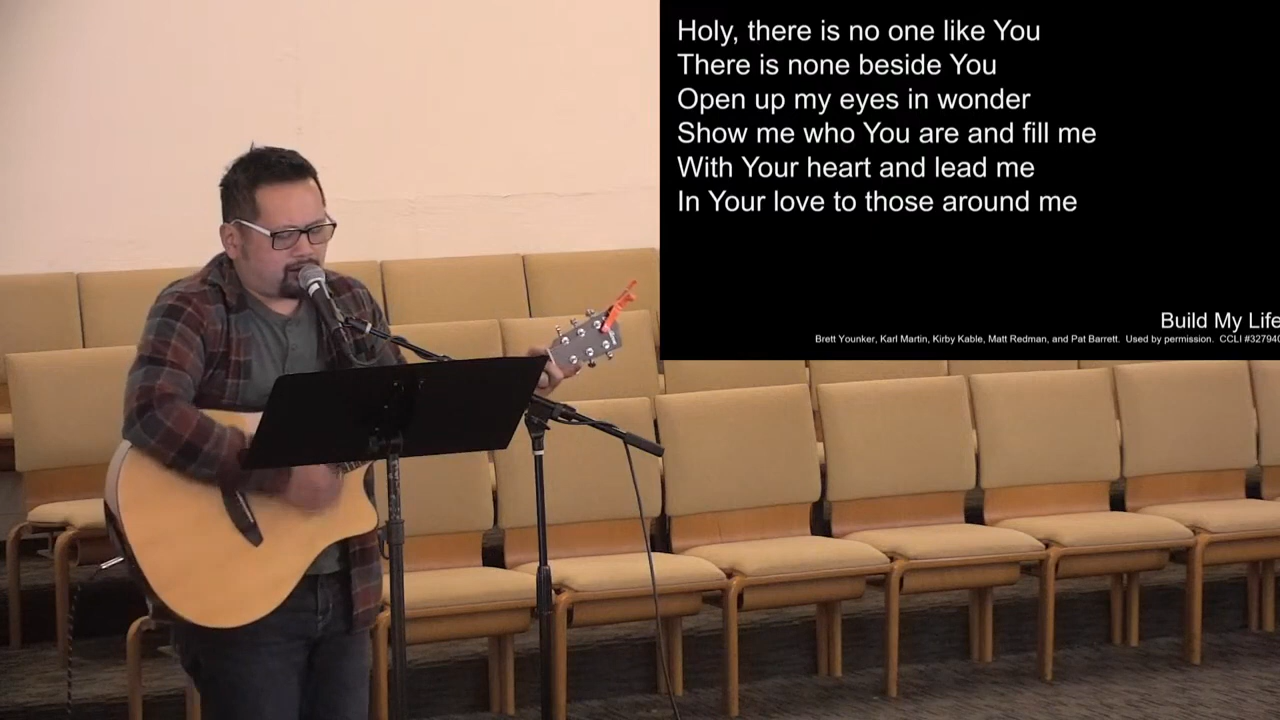 Holy, there is no one like You
There is none beside You
Open up my eyes in wonder
Show me who You are and fill me
With Your heart and lead me
In Your love to those around me
Build My Life
Brett Younker, Karl Martin, Kirby Kable, Matt Redman, and Pat Barrett. Used by permission. CCLI #327940